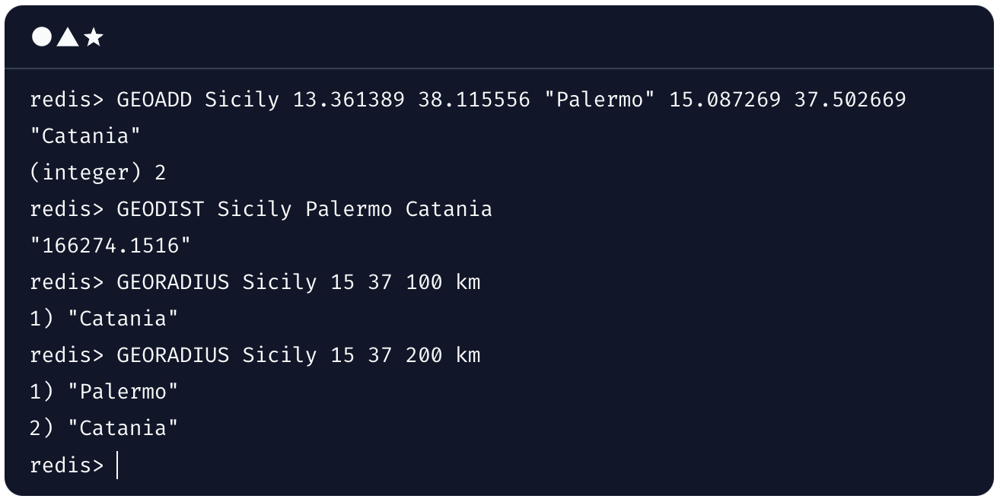 redis> GEOADD Sicily 13.361389 38.115556 "Palermo" 15.087269 37.502669
"Catania"
(integer) 2
redis> GEODIST Sicily Palermo Catania
"166274.1516"
redis> GEORADIUS Sicily 15 37 100 km
1) "Catania"
redis> GEORADIUS Sicily 15 37 200 km
1) "Palermo"
2) "Catania"
redis>